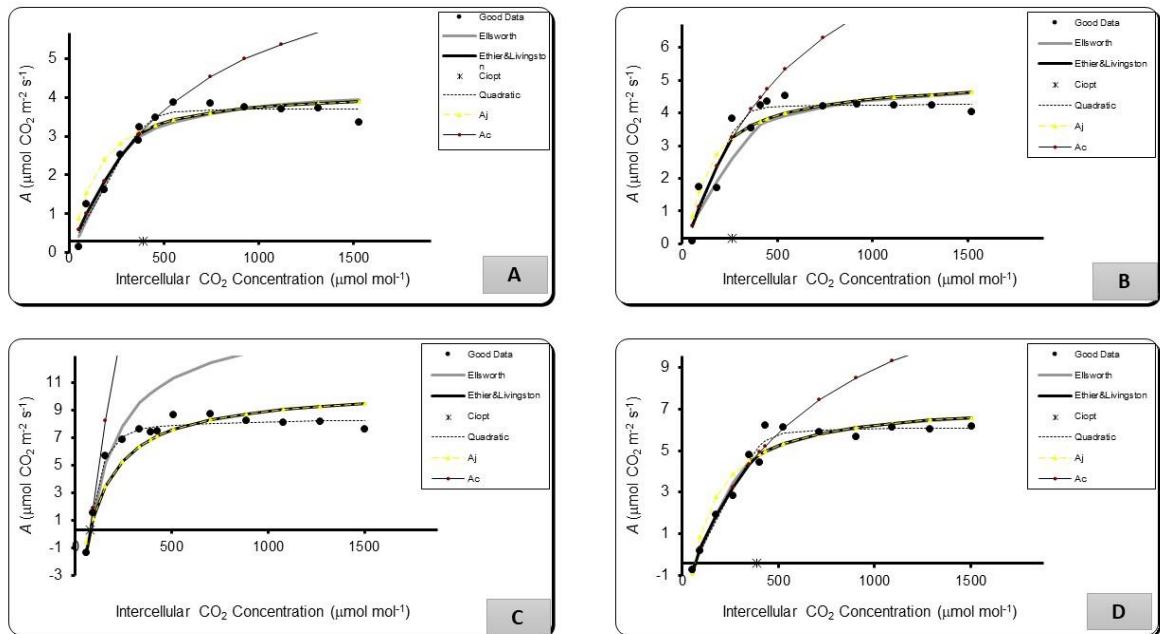 Good Data
Ellsworth
Ethier&Livingsto
n
Ciopt
Quadratic
Aj
Ac
5
4
3
2
1
0
0
500
1000
1500
A (µmol CO2 m-2 s-1)
Intercellular CO2 Concentration (µmol mol-1)
A
Good Data
Ellsworth
Ethier&Livingston
Ciopt
Quadratic
Aj
Ac
6
5
4
3
2
1
0
0
500
1000
1500
A (µmol CO2 m-2 s-1)
Intercellular CO2 Concentration (µmol mol-1)
B
Good Data
Ellsworth
Ethier&Livingston
Ciopt
Quadratic
Aj
Ac
11
9
7
5
3
1
-1
-3
0
500
1000
1500
A (µmol CO2 m-2 s-1)
Intercellular CO2 Concentration (µmol mol-1)
C
Good Data
Ellsworth
Ethier&Livingston
Ciopt
Quadratic
Aj
Ac
9
7
5
3
1
-1
0
500
1000
1500
A (µmol CO2 m-2 s-1)
Intercellular CO2 Concentration (µmol mol-1)
D